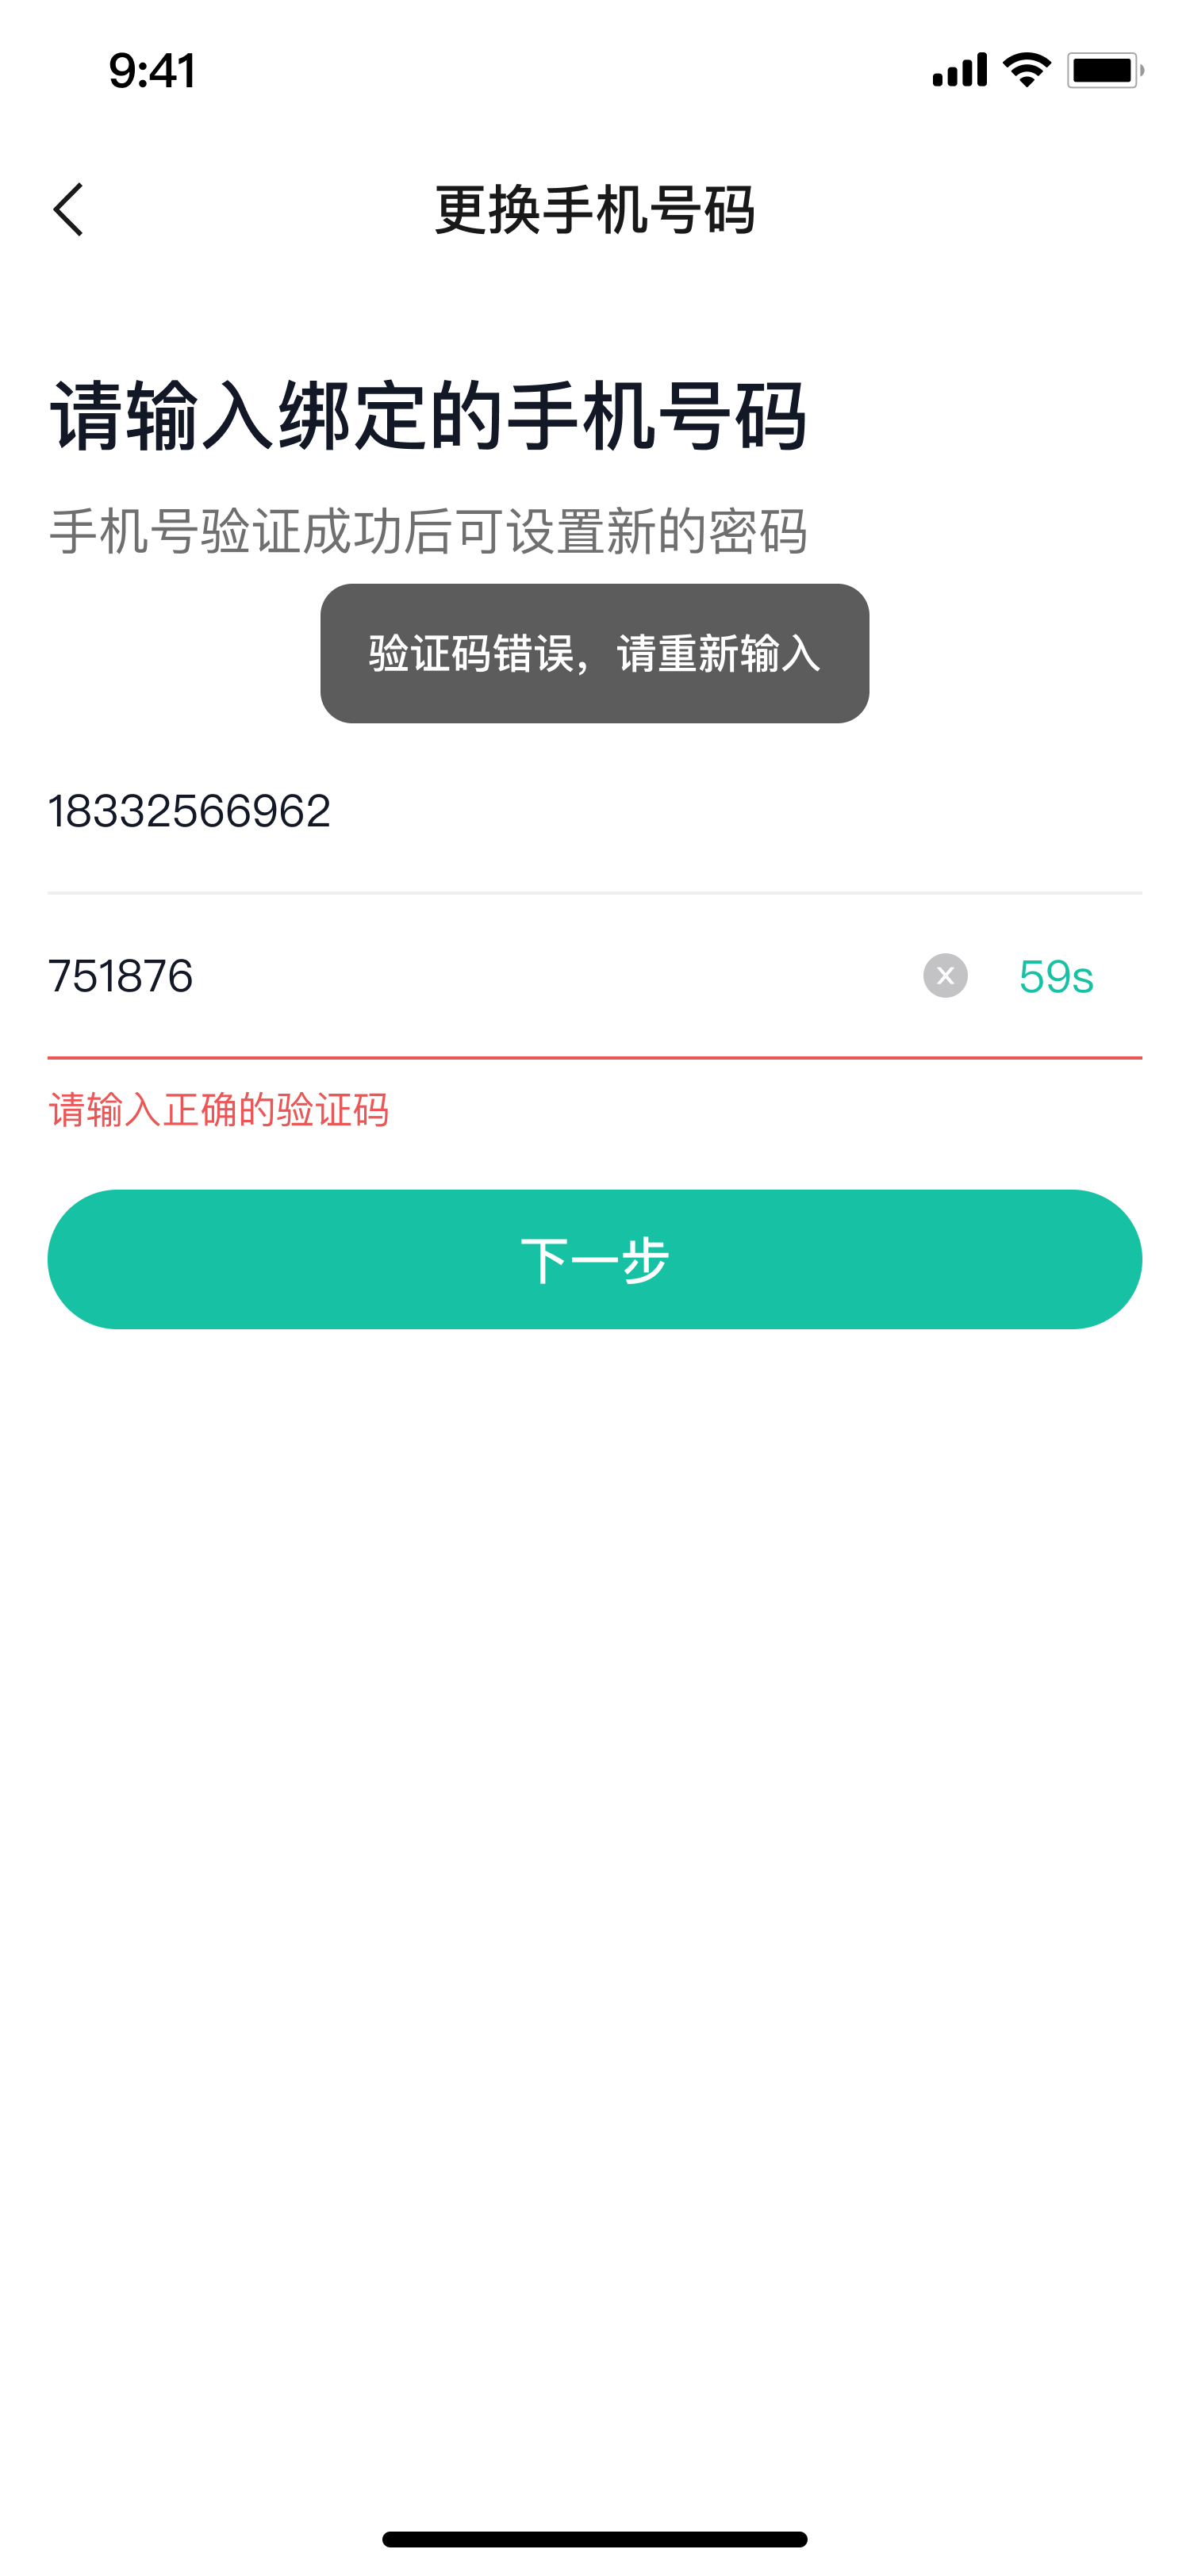 9:41
更换手机号码
请输入绑定的手机号码
手机号验证成功后可设置新的密码
验证码错误，请重新输入
18332566962
751876
59s
请输入正确的验证码
下一步